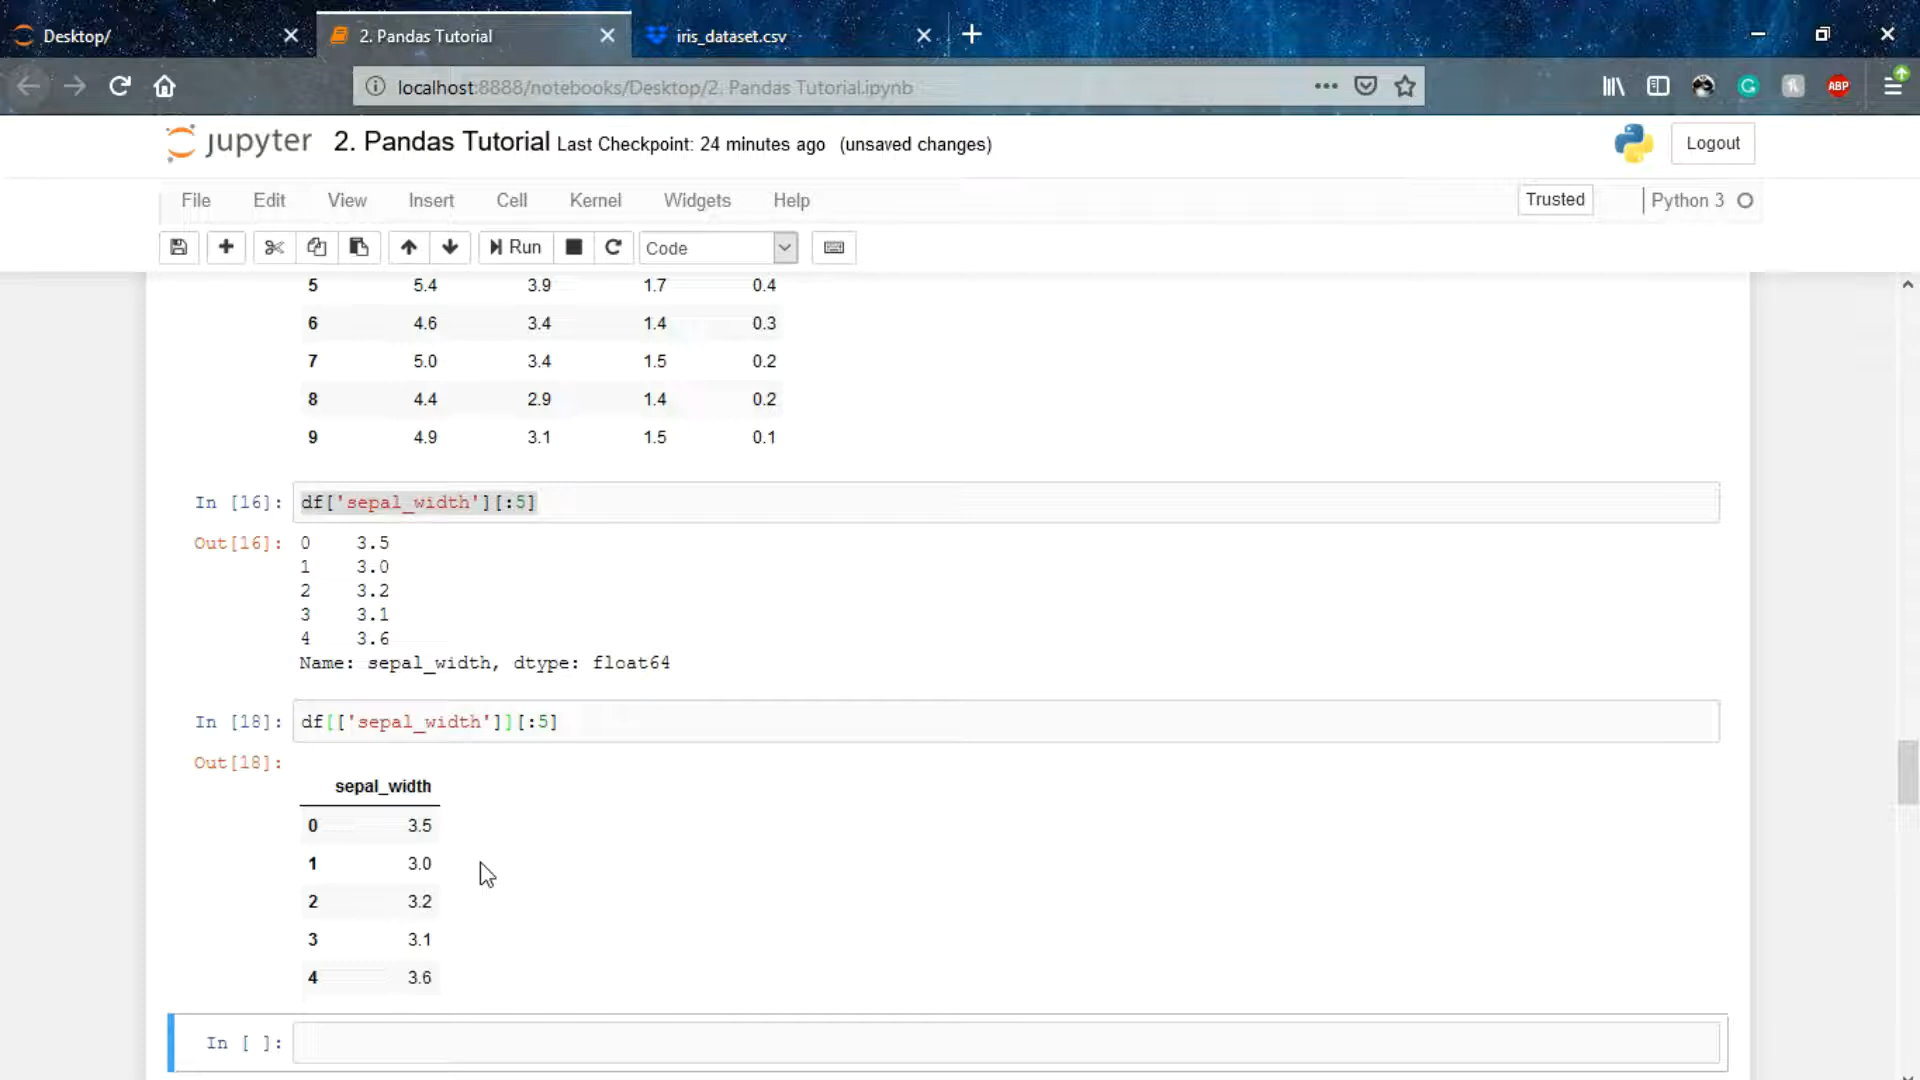 Desktop/
2. Pandas Tutorial
iris_dataset.csv
localhost:8888/notebooks/Desktop/2. Pandas Tutorial.ipynb
ABP
jupyter 2. Pandas Tutorial Last Checkpoint: 24 minutes ago (unsaved changes)
Logout
File Edit View Insert Cell Kernel Widgets Help
Trusted
Python 3
Run
Code
5 5.4 3.9 1.7 0.4
6 4.6 3.4 1.4 0.3
7 5.0 3.4 1.5 0.2
8 4.4 2.9 1.4 0.2
9 4.9 3.1 1.5 0.1
In [16]: df['sepal_width'][:5]
Out[16]: 0 3.5
1 3.0
2 3.2
3 3.1
4 3.6
Name: sepal_width, dtype: float64
In [18]: df[['sepal_width']][:5]
Out[18]:
sepal_width
0 3.5
1 3.0
2 3.2
3 3.1
4 3.6
In [ ]: